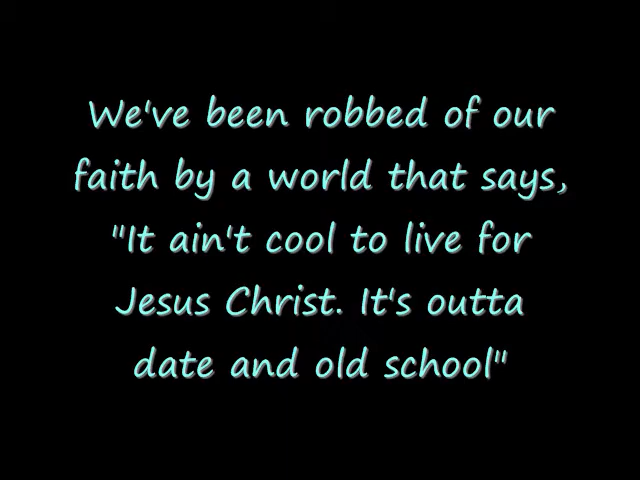 We've been robbed of our
faith by a world that says,
"It ain't cool to live for
Jesus Christ. It's outta
date and old school"